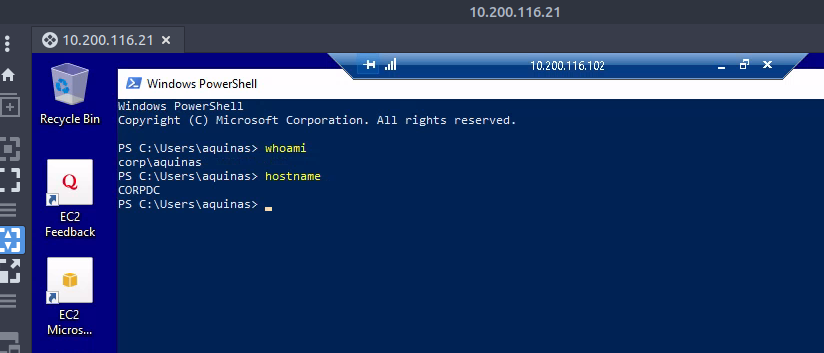 10.200.116.21
10.200.116.21
10.200.116.102
Recycle Bin
EC2
Feedback
EC2
Micros...
Windows PowerShell
Windows PowerShell
Copyright (C) Microsoft Corporation. All rights reserved.
PS C:\Users\aquinas> whoami
corp\aquinas
PS C:\Users\aquinas> hostname
CORPDC
PS C:\Users\aquinas>